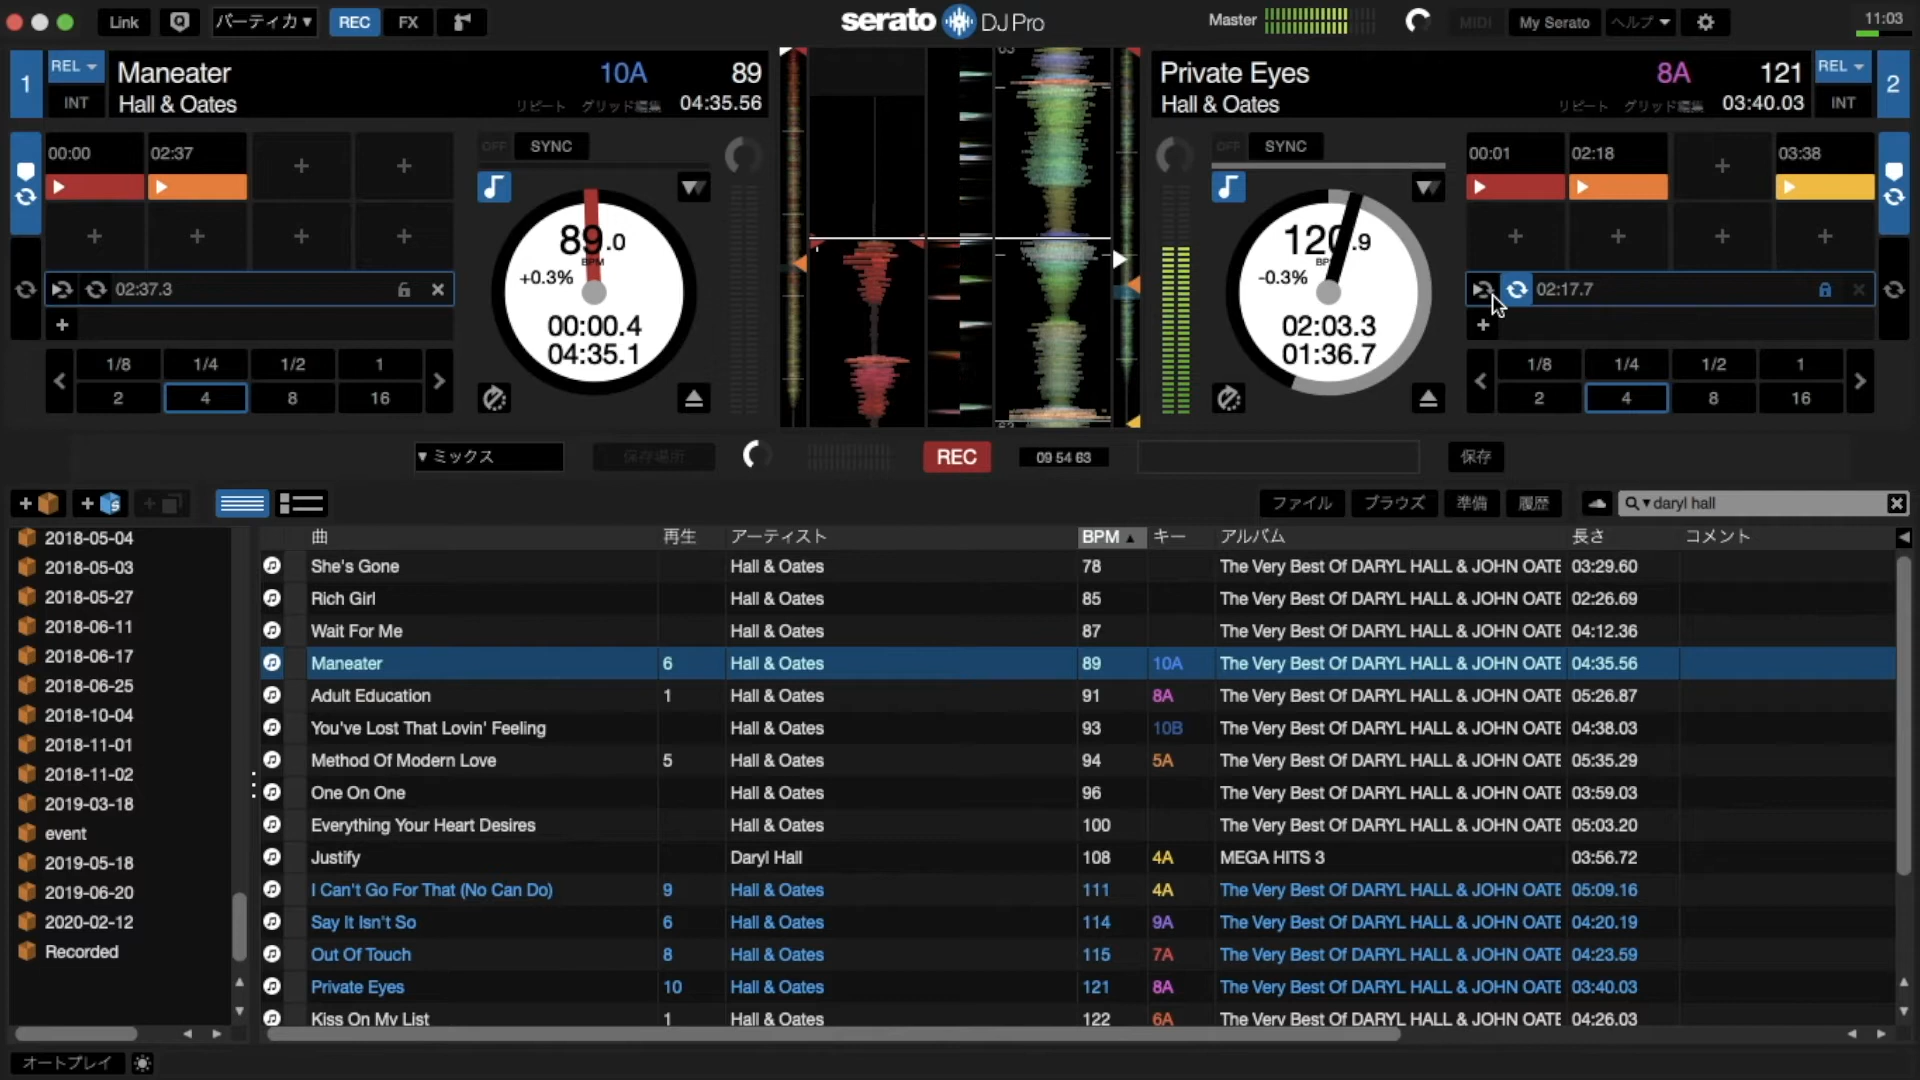 Link パーティカ▼ REC FX serato DJ Pro Master MIDI My Serato ヘルプ 11:03
1 REL Maneater 10A 89
INT Hall & Oates リピート グリッド編集 04:35.56
Private Eyes 8A 121 REL 2
Hall & Oates リピート グリッド編集 03:40.03 INT
00:00 02:37 OFF SYNC
89.0
BPM
+0.3%
00:00.4
04:35.1
02:37.3
1/8 1/4 1/2 1
2 4 8 16
63
62
OFF SYNC 00:01 02:18 03:38
120.9
-0.3%
02:03.3
01:36.7
02:17.7
1/8 1/4 1/2 1
2 4 8 16
▼ミックス 保存場所 REC 09 54 63 保存
ファイル ブラウズ 準備 履歴 daryl hall
2018-05-04
2018-05-03
2018-05-27
2018-06-11
2018-06-17
2018-06-25
2018-10-04
2018-11-01
2018-11-02
2019-03-18
event
2019-05-18
2019-06-20
2020-02-12
Recorded
曲 再生 アーティスト BPM キー アルバム 長さ コメント
She's Gone Hall & Oates 78 The Very Best Of DARYL HALL & JOHN OATE 03:29.60
Rich Girl Hall & Oates 85 The Very Best Of DARYL HALL & JOHN OATE 02:26.69
Wait For Me Hall & Oates 87 The Very Best Of DARYL HALL & JOHN OATE 04:12.36
Maneater 6 Hall & Oates 89 10A The Very Best Of DARYL HALL & JOHN OATE 04:35.56
Adult Education 1 Hall & Oates 91 8A The Very Best Of DARYL HALL & JOHN OATE 05:26.87
You've Lost That Lovin' Feeling Hall & Oates 93 10B The Very Best Of DARYL HALL & JOHN OATE 04:38.03
Method Of Modern Love 5 Hall & Oates 94 5A The Very Best Of DARYL HALL & JOHN OATE 05:35.29
One On One Hall & Oates 96 The Very Best Of DARYL HALL & JOHN OATE 03:59.03
Everything Your Heart Desires Hall & Oates 100 The Very Best Of DARYL HALL & JOHN OATE 05:03.20
Justify Daryl Hall 108 4A MEGA HITS 3 03:56.72
I Can't Go For That (No Can Do) 9 Hall & Oates 111 4A The Very Best Of DARYL HALL & JOHN OATE 05:09.16
Say It Isn't So 6 Hall & Oates 114 9A The Very Best Of DARYL HALL & JOHN OATE 04:20.19
Out Of Touch 8 Hall & Oates 115 7A The Very Best Of DARYL HALL & JOHN OATE 04:23.59
Private Eyes 10 Hall & Oates 121 8A The Very Best Of DARYL HALL & JOHN OATE 03:40.03
Kiss On My List 1 Hall & Oates 122 6A The Very Best Of DARYL HALL & JOHN OATE 04:26.03
オートプレイ